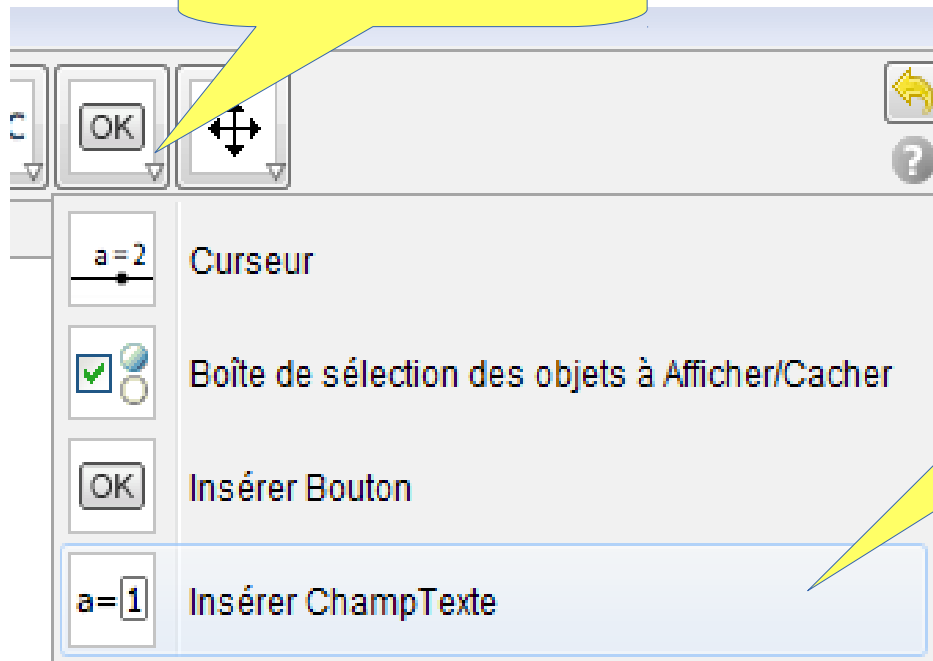 C
OK
?
a=2
Curseur
Boîte de sélection des objets à Afficher/Cacher
OK
Insérer Bouton
a=1
Insérer ChampTexte